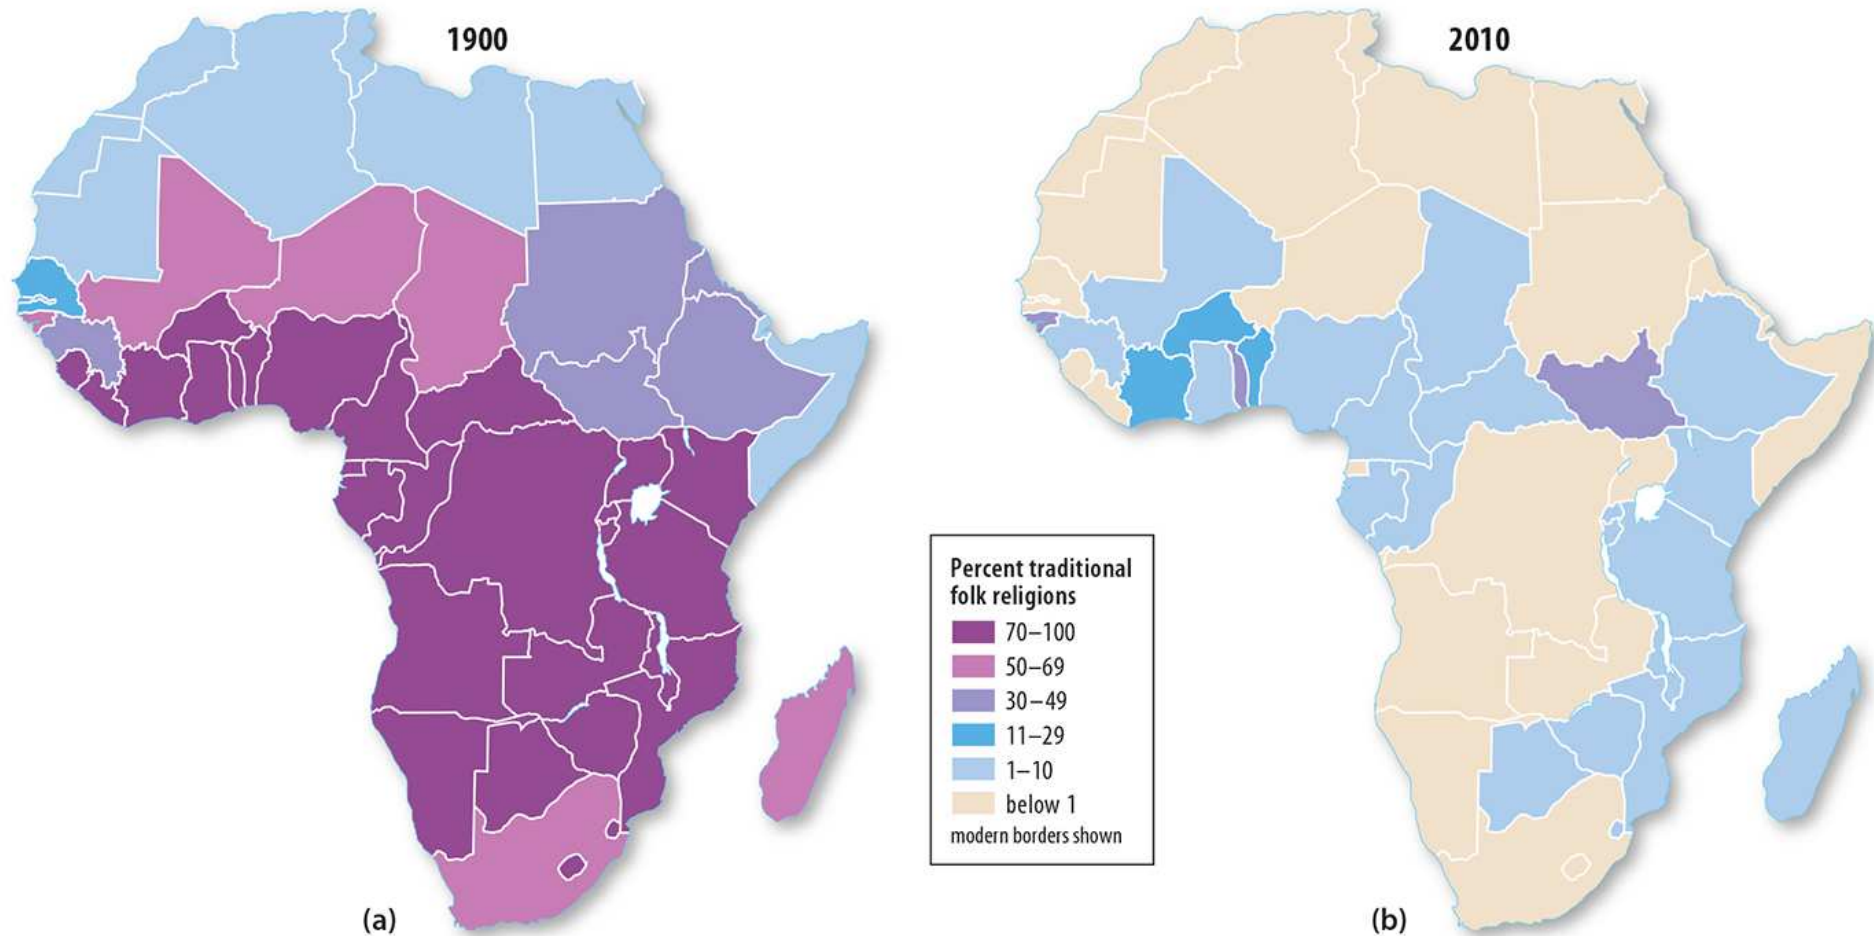 1900
2010
Percent traditional
folk religions
70–100
50–69
30–49
11–29
1–10
below 1
modern borders shown
(a)
(b)